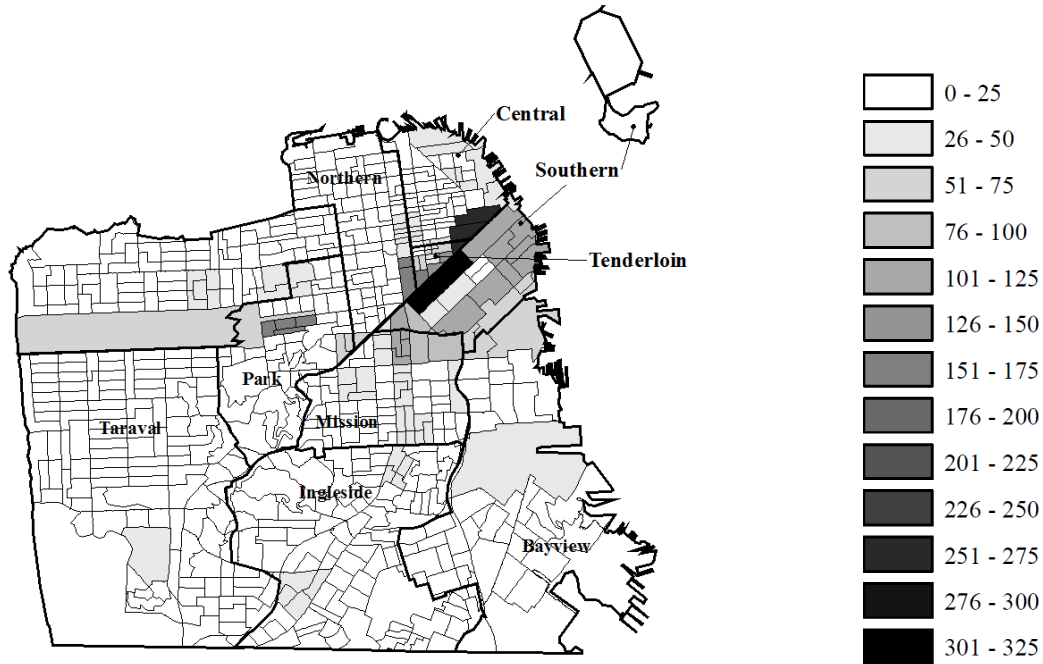 Central
Northern
Southern
Tenderloin
Park
Taraval
Mission
Ingleside
Bayview
0 - 25
26 - 50
51 - 75
76 - 100
101 - 125
126 - 150
151 - 175
176 - 200
201 - 225
226 - 250
251 - 275
276 - 300
301 - 325